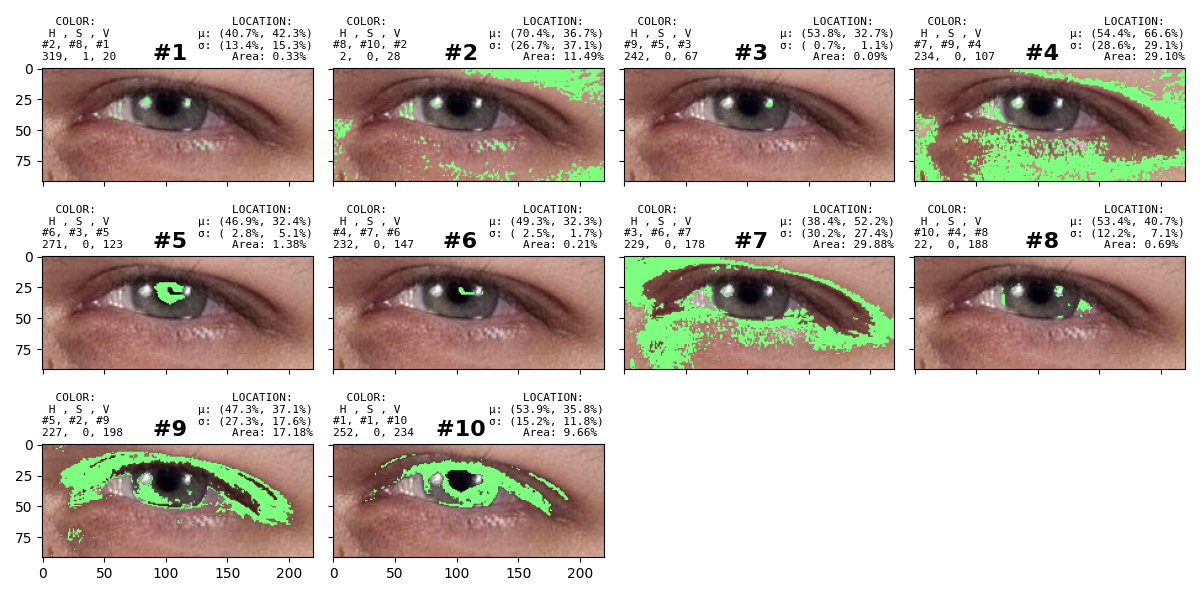 COLOR: LOCATION:
H , S , V μ: (40.7%, 42.3%)
#2, #8, #1 #1 σ: (13.4%, 15.3%)
319, 1, 20 Area: 0.33%
COLOR: LOCATION:
H , S , V μ: (70.4%, 36.7%)
#8, #10, #2 #2 σ: (26.7%, 37.1%)
2, 0, 28 Area: 11.49%
COLOR: LOCATION:
H , S , V μ: (53.8%, 32.7%)
#9, #5, #3 #3 σ: ( 0.7%, 1.1%)
242, 0, 67 Area: 0.09%
COLOR: LOCATION:
H , S , V μ: (54.4%, 66.6%)
#7, #9, #4 #4 σ: (28.6%, 29.1%)
234, 0, 107 Area: 29.10%
0
25
50
75
COLOR: LOCATION:
H , S , V μ: (46.9%, 32.4%)
#6, #3, #5 #5 σ: ( 2.8%, 5.1%)
271, 0, 123 Area: 1.38%
COLOR: LOCATION:
H , S , V μ: (49.3%, 32.3%)
#4, #7, #6 #6 σ: ( 2.5%, 1.7%)
232, 0, 147 Area: 0.21%
COLOR: LOCATION:
H , S , V μ: (38.4%, 52.2%)
#3, #6, #7 #7 σ: (30.2%, 27.4%)
229, 0, 178 Area: 29.88%
COLOR: LOCATION:
H , S , V μ: (53.4%, 40.7%)
#10, #4, #8 #8 σ: (12.2%, 7.1%)
22, 0, 188 Area: 0.69%
0
25
50
75
COLOR: LOCATION:
H , S , V μ: (47.3%, 37.1%)
#5, #2, #9 #9 σ: (27.3%, 17.6%)
227, 0, 198 Area: 17.18%
COLOR: LOCATION:
H , S , V μ: (53.9%, 35.8%)
#1, #1, #10 #10 σ: (15.2%, 11.8%)
252, 0, 234 Area: 9.66%
0
25
50
75
0 50 100 150 200
0 50 100 150 200